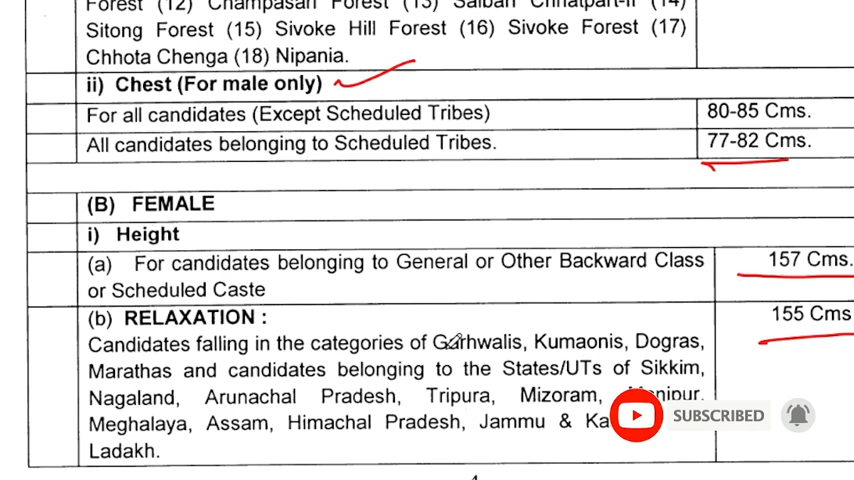 Forest (12) Champasari Forest (13) Salbari Chhatpart-II (14)
Sitong Forest (15) Sivoke Hill Forest (16) Sivoke Forest (17)
Chhota Chenga (18) Nipania.
ii) Chest (For male only)
For all candidates (Except Scheduled Tribes) 80-85 Cms.
All candidates belonging to Scheduled Tribes. 77-82 Cms.
(B) FEMALE
i) Height
(a) For candidates belonging to General or Other Backward Class 157 Cms.
or Scheduled Caste
(b) RELAXATION : 155 Cms
Candidates falling in the categories of Garhwalis, Kumaonis, Dogras,
Marathas and candidates belonging to the States/UTs of Sikkim,
Nagaland, Arunachal Pradesh, Tripura, Mizoram, Manipur,
Meghalaya, Assam, Himachal Pradesh, Jammu & Ka
Ladakh.
SUBSCRIBED